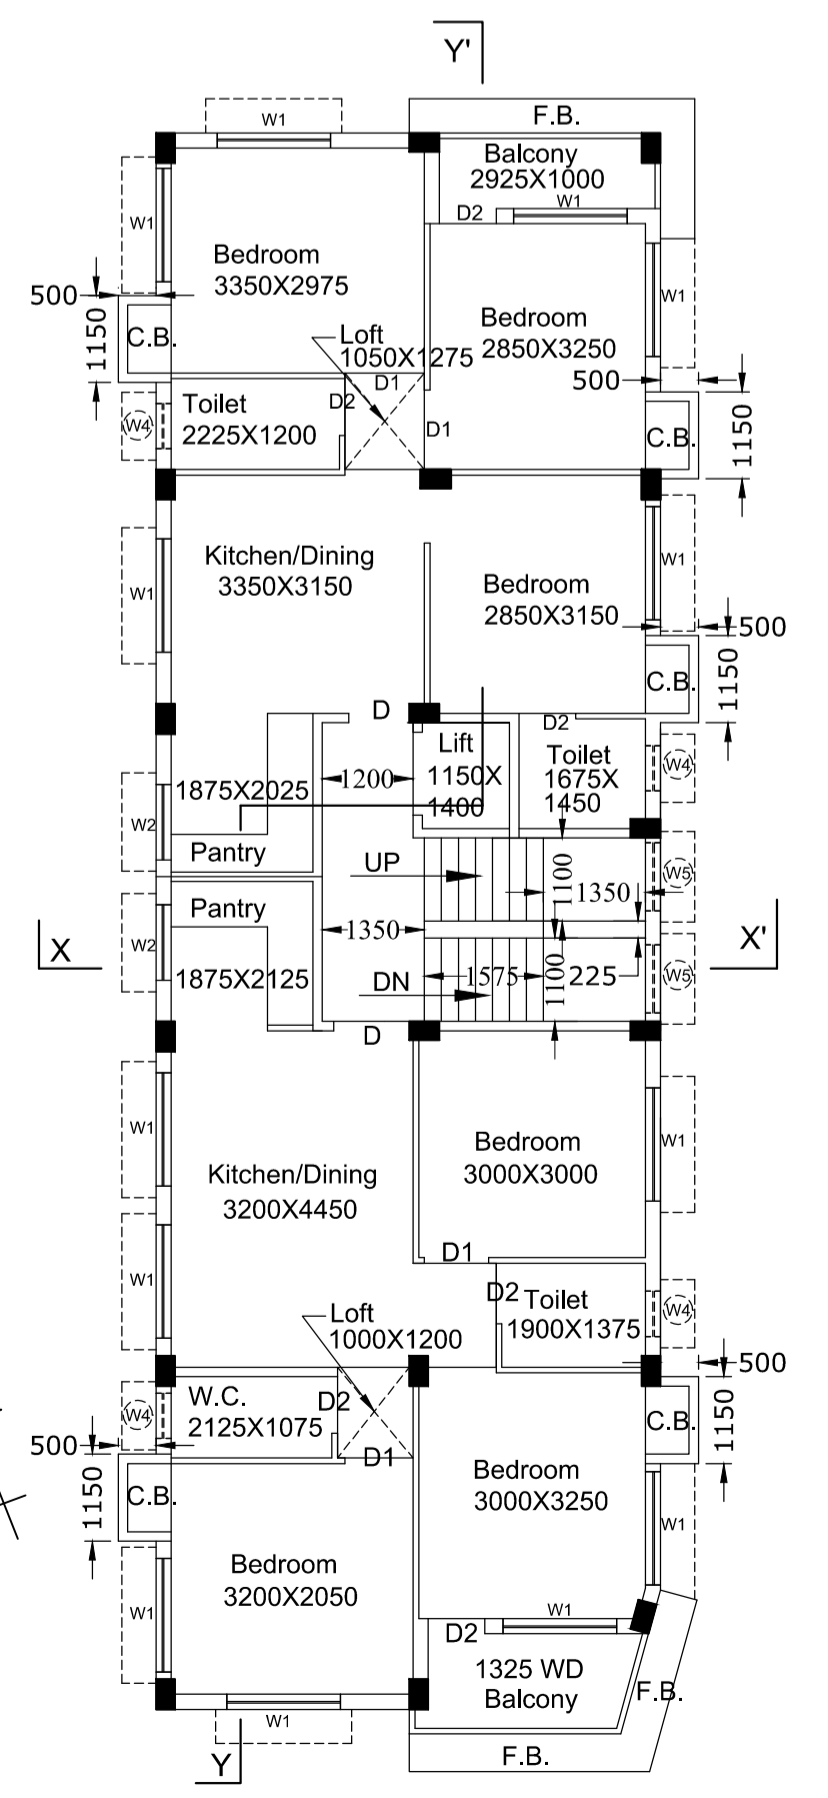 Y'
F.B.
W1
Balcony
2925X1000
W1
D2
W1
Bedroom
3350X2975
W1
500
1150
C.B.
Bedroom
2850X3250
Loft
1050X1275
500
D1
D2
D1
Toilet
2225X1200
W4
C.B.
1150
Kitchen/Dining
3350X3150
W1
Bedroom
2850X3150
W1
500
1150
C.B.
D
D2
Lift
1150X
1400
Toilet
1675X
1450
W4
1200
1875X2025
W2
Pantry
UP
1100
1350
W5
Pantry
1350
X
X'
W2
1875X2125
DN
1575
1100
225
W5
D
Bedroom
3000X3000
W1
W1
Kitchen/Dining
3200X4450
D1
W1
D2
Toilet
1900X1375
W4
Loft
1000X1200
500
W.C.
2125X1075
D2
W4
C.B.
1150
500
D1
1150
C.B.
Bedroom
3000X3250
W1
Bedroom
3200X2050
W1
W1
D2
1325 WD
Balcony
F.B.
W1
Y
F.B.